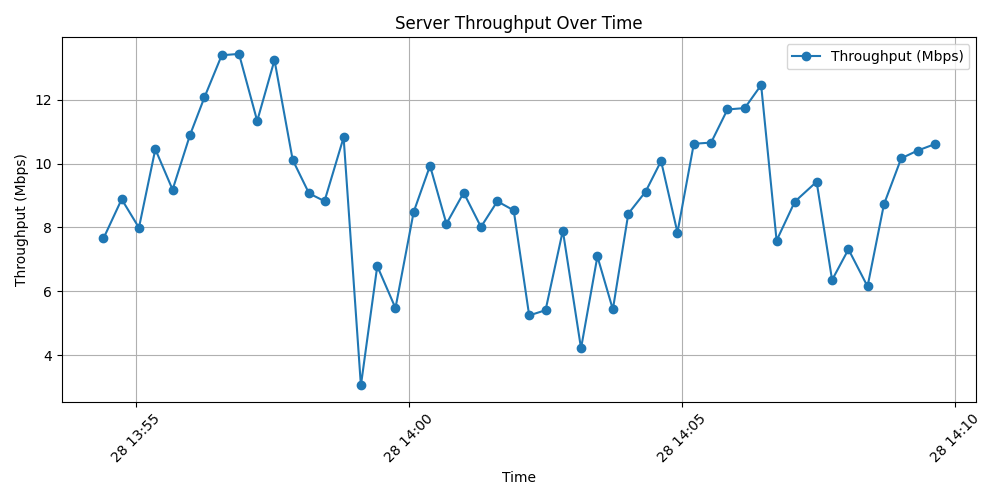 Server Throughput Over Time
Throughput (Mbps)
Throughput (Mbps)
12
10
8
6
4
28 13:55
28 14:00
28 14:05
28 14:10
Time